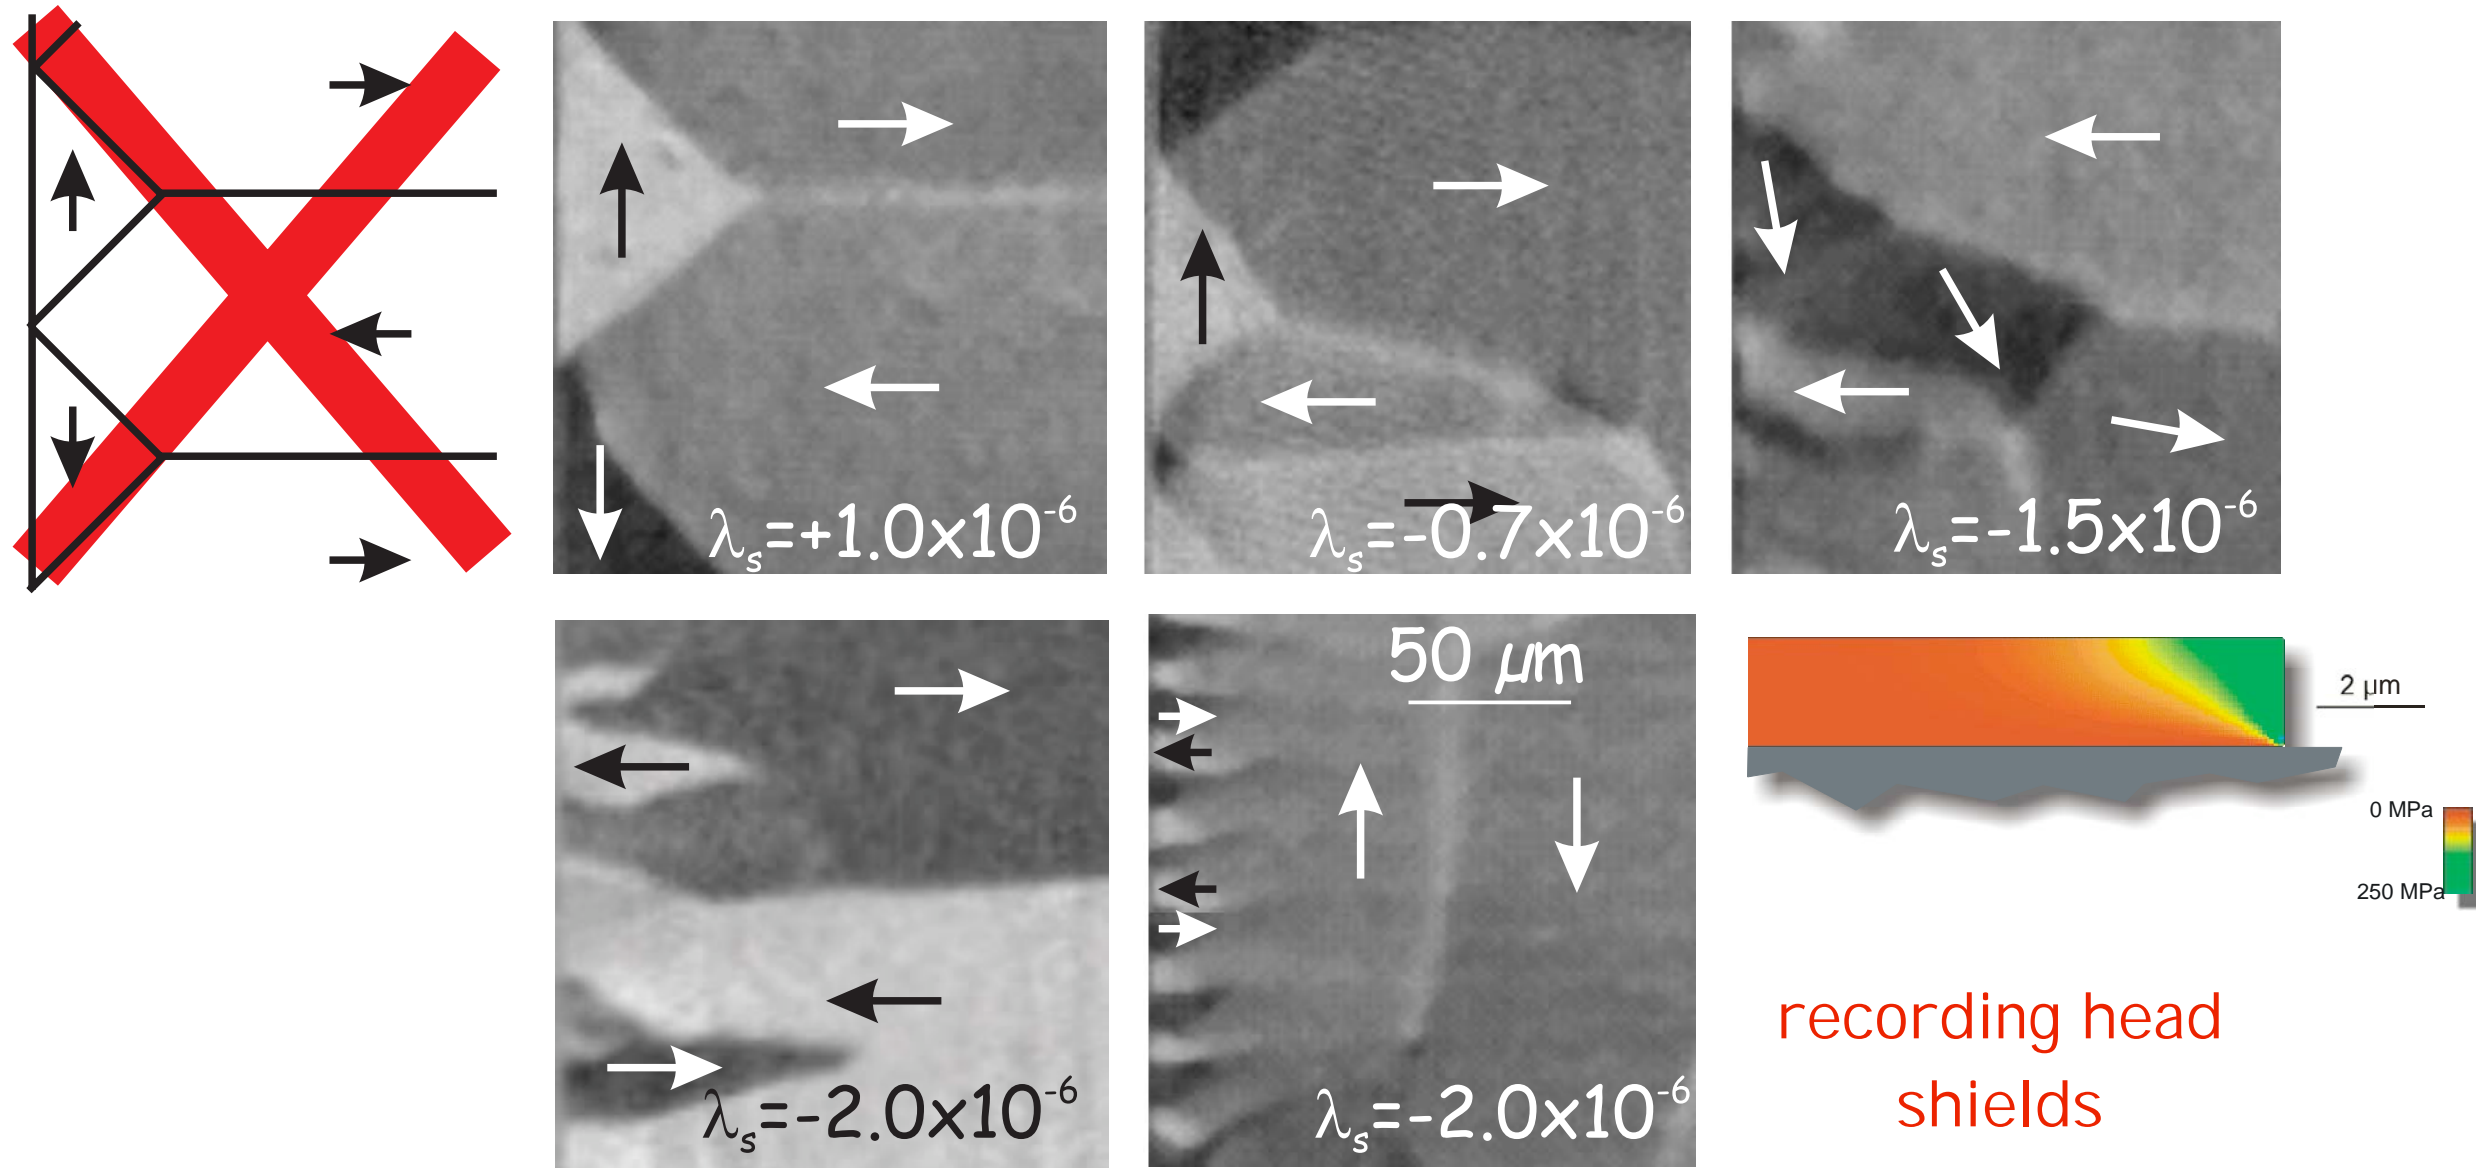 λs=+1.0x10-6
λs=-0.7x10-6
λs=-1.5x10-6
50 μm
2 μm
0 MPa
250 MPa
λs=-2.0x10-6
λs=-2.0x10-6
recording head
shields